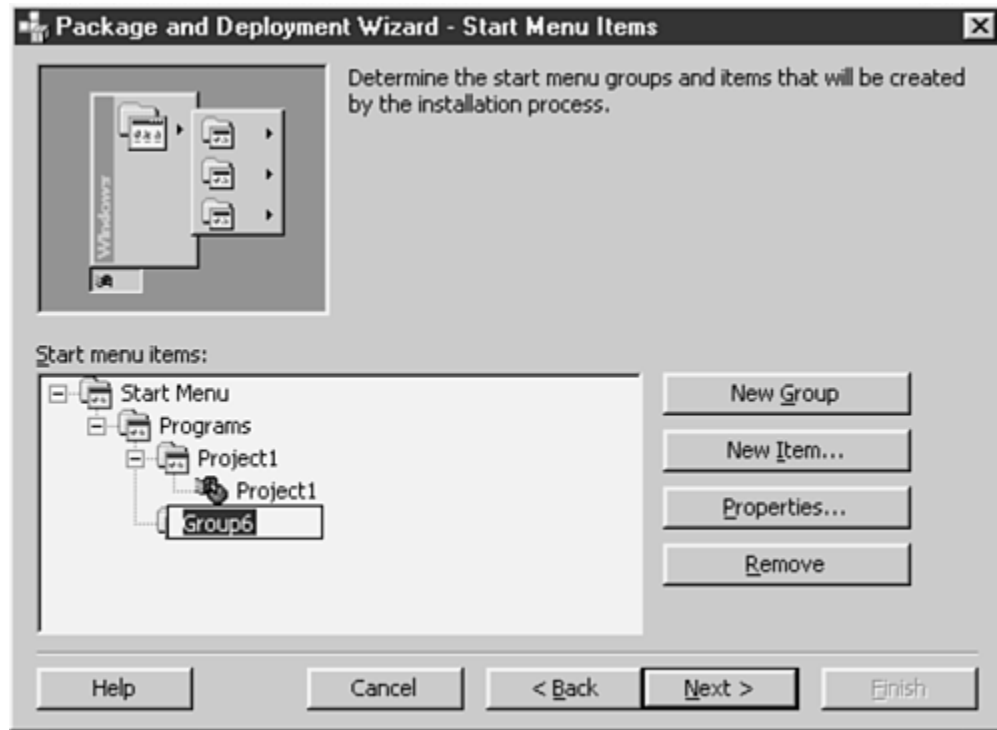 Package and Deployment Wizard - Start Menu Items
Determine the start menu groups and items that will be created
by the installation process.
Windows
Start menu items:
Start Menu
Programs
Project1
Project1
Group6
New Group
New Item...
Properties...
Remove
Help
Cancel
< Back
Next >
Finish